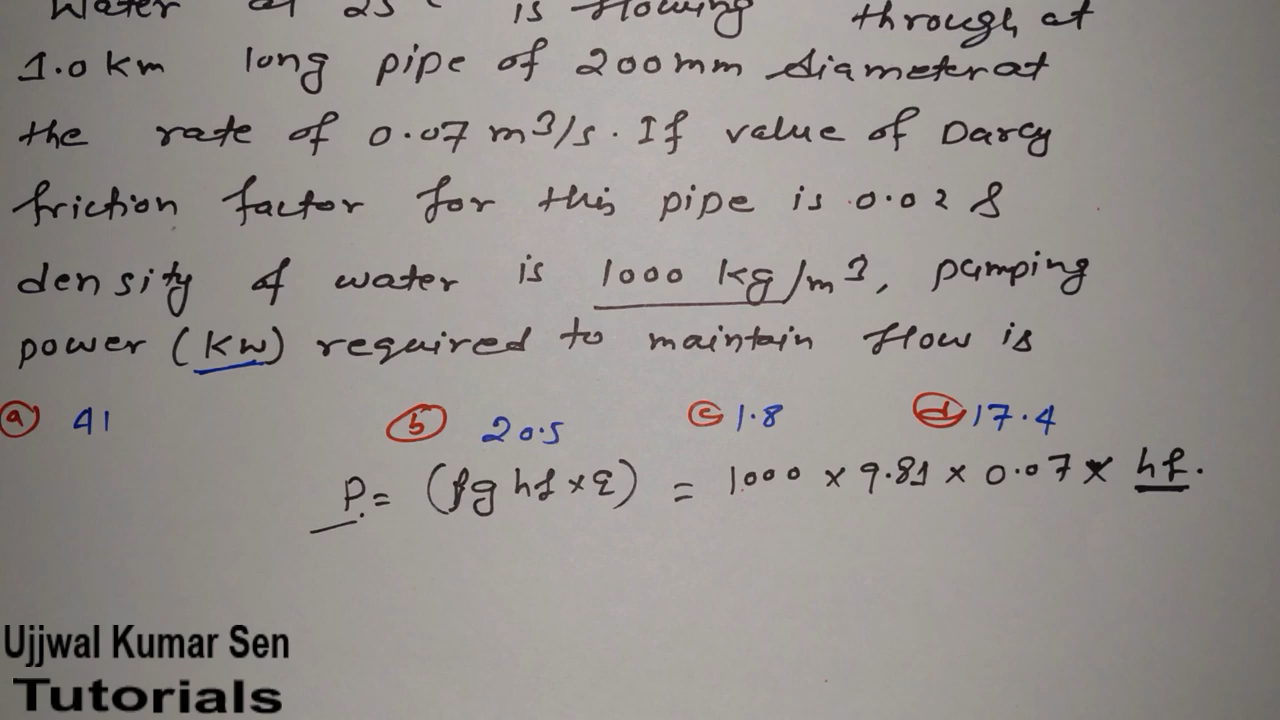 Water at 25°C is flowing through at
1.0 km long pipe of 200mm diameter at
the rate of 0.07 m3/s. If value of Darcy
friction factor for this pipe is 0.02 &
density of water is 1000 kg/m3, pumping
power (KW) required to maintain flow is
(a) 41 (b) 20.5 (c) 1.8 (d) 17.4
P. = (ρg hf × Q) = 1000 × 9.81 × 0.07 × hf.
Ujjwal Kumar Sen
Tutorials